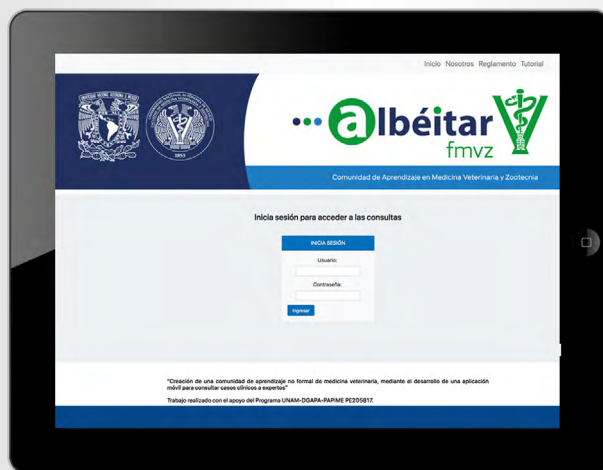 Inicio Nosotros Reglamento Tutorial
albéitar
fmvz
1853
Comunidad de Aprendizaje en Medicina Veterinaria y Zootecnia
Inicia sesión para acceder a las consultas
INICIA SESIÓN
Usuario:
Contraseña:
Ingresar
"Creación de una comunidad de aprendizaje no formal de medicina veterinaria, mediante el desarrollo de una aplicación
móvil para consultar casos clínicos a expertos"
Trabajo realizado con el apoyo del Programa UNAM-DGAPA-PAPIME PE205817.